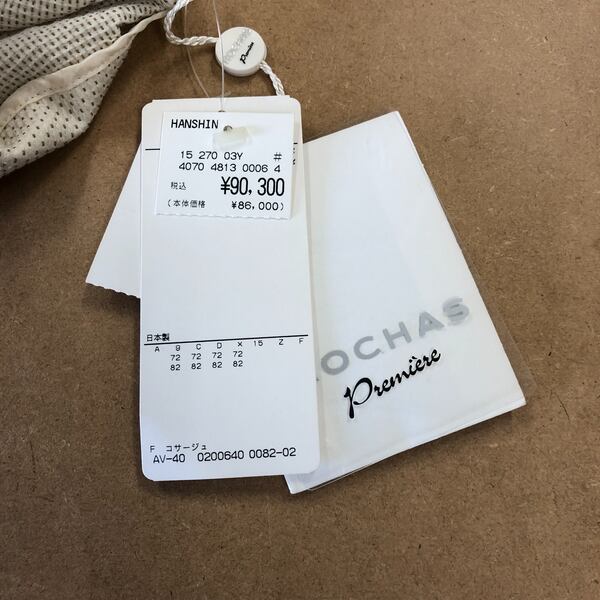 ROCHAS
Première
HANSHIN
15 270 03Y #
4070 4813 0006 4
税込 ¥90,300
(本体価格 ¥86,000)
日本製
A 9 C D X 15 Z F
72 72 72 72
82 82 82 82
F コサージュ
AV-40 0200640 0082-02
OCHAS
Première